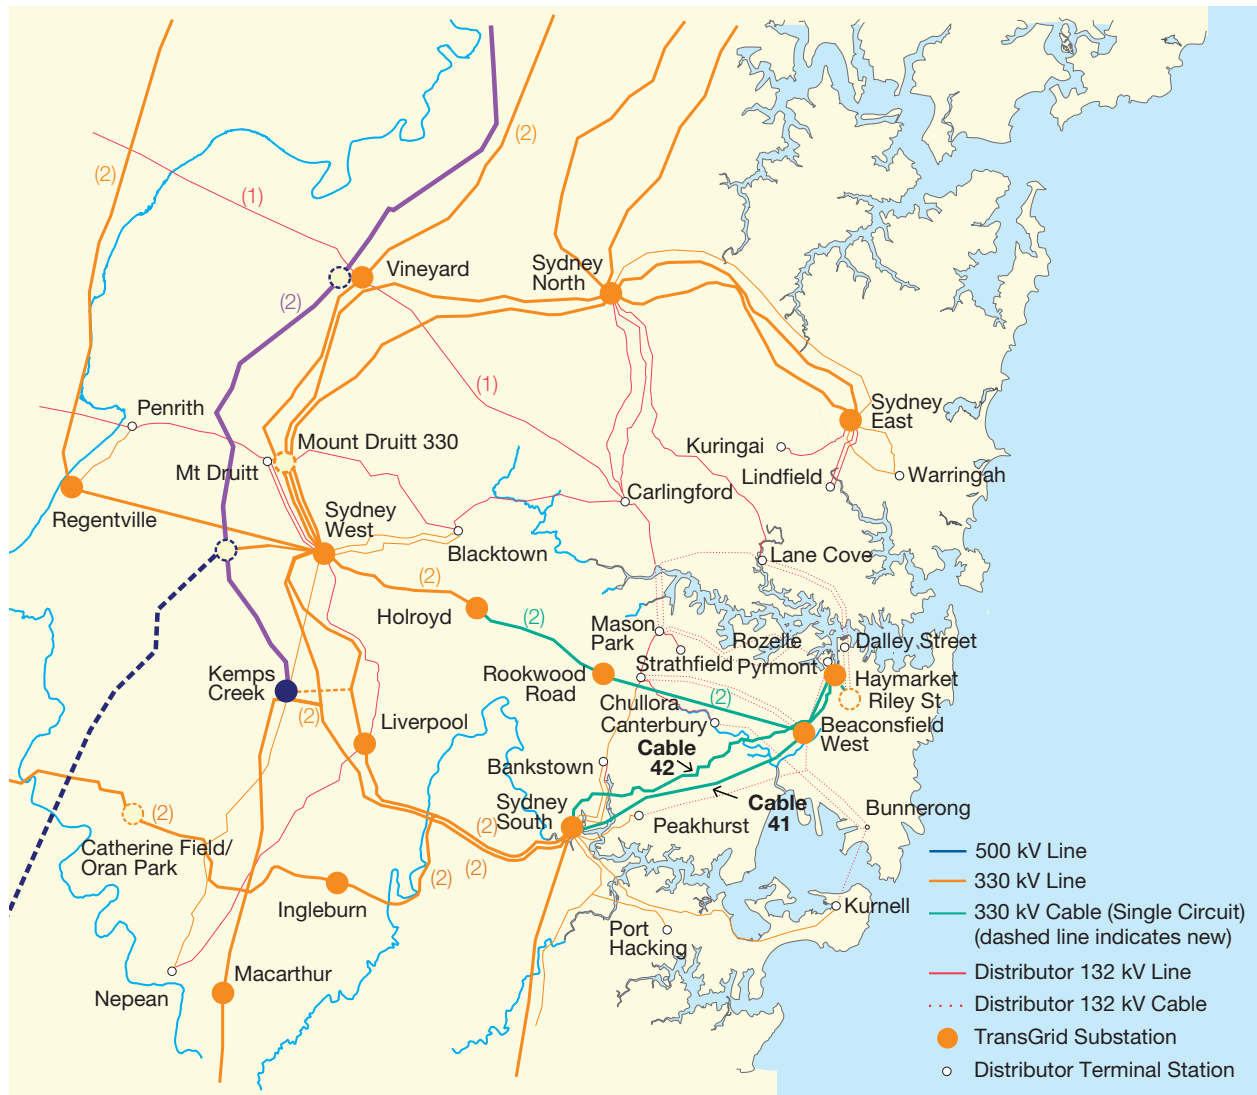 (2)
(2)
(1)
Vineyard
Sydney
North
(2)
(1)
Penrith
Sydney
East
Mount Druitt 330
Kuringai
Mt Druitt
Lindfield
Warringah
Carlingford
Regentville
Sydney
West
Blacktown
Lane Cove
(2)
Holroyd
(2)
Mason
Park
Rozelle
Dalley Street
Strathfield
Pyrmont
Kemps
Creek
Rookwood
Road
Haymarket
Riley St
(2)
Chullora
(2)
Liverpool
Canterbury
Beaconsfield
West
Cable
42
Bankstown
Cable
41
Sydney
South
(2)
Peakhurst
Bunnerong
(2)
Catherine Field/
Oran Park
(2)
(2)
Ingleburn
Kurnell
Port
Hacking
Macarthur
Nepean
500 kV Line
330 kV Line
330 kV Cable (Single Circuit)
(dashed line indicates new)
Distributor 132 kV Line
Distributor 132 kV Cable
TransGrid Substation
Distributor Terminal Station